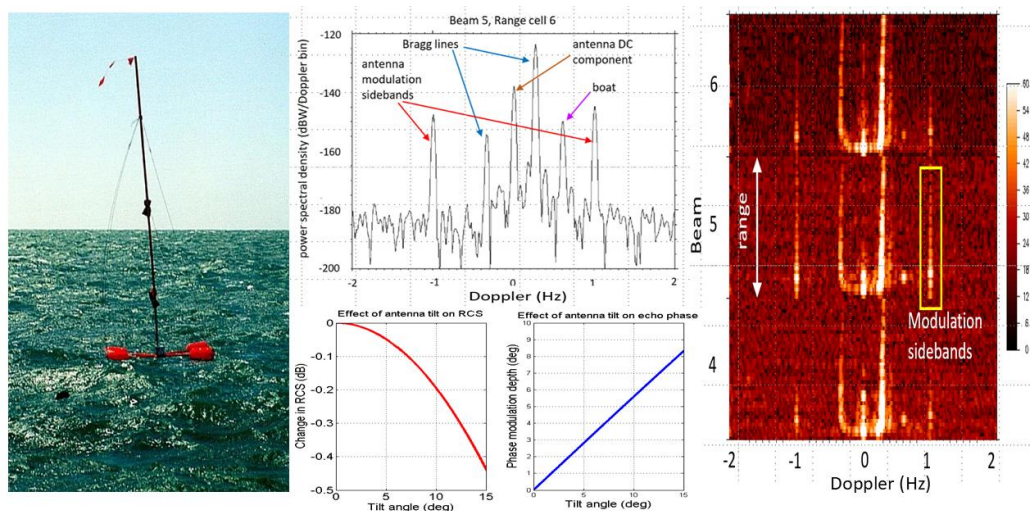 Beam 5, Range cell 6
power spectral density (dBW/Doppler bin)
-120
-140
-160
-180
-200
antenna
modulation
sidebands
Bragg lines
antenna DC
component
boat
-2
-1
0
1
2
Doppler (Hz)
Effect of antenna tilt on RCS
Change in RCS (dB)
0
-0.1
-0.2
-0.3
-0.4
-0.5
0
5
10
15
Tilt angle (deg)
Effect of antenna tilt on echo phase
Phase modulation depth (deg)
10
9
8
7
6
5
4
3
2
1
0
0
5
10
15
Tilt angle (deg)
Beam
6
5
4
range
Modulation
sidebands
-2
-1
0
1
2
Doppler (Hz)
60
54
48
42
36
30
24
18
12
6.
0.